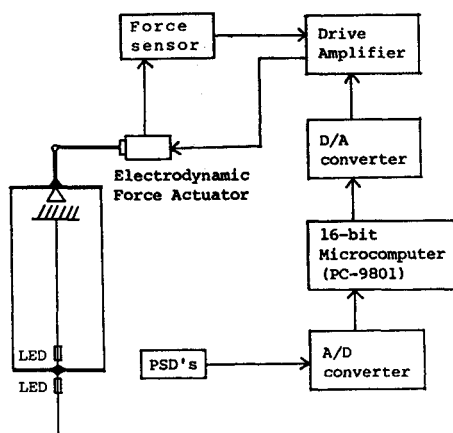 Force
sensor
Drive
Amplifier
Electrodynamic
Force Actuator
D/A
converter
16-bit
Microcomputer
(PC-9801)
LED
LED
PSD's
A/D
converter